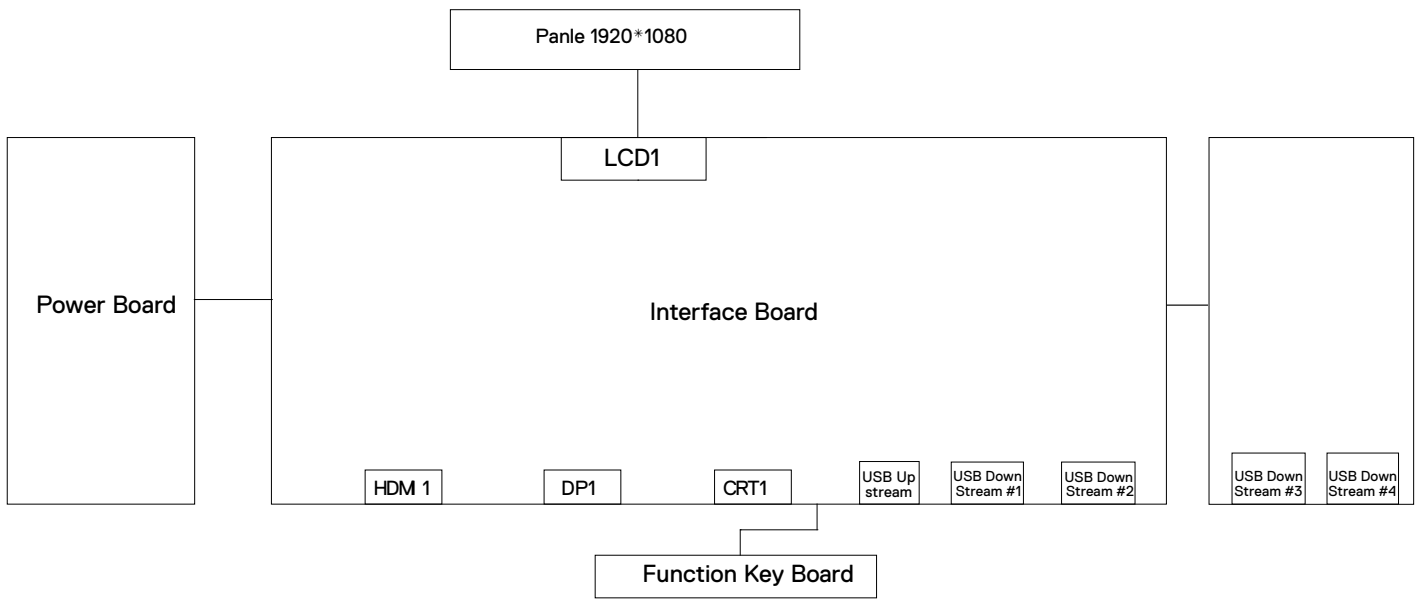 Panle 1920*1080
LCD1
Power Board
Interface Board
HDMI 1
DP1
CRT1
USB Up
stream
USB Down
Stream #1
USB Down
Stream #2
USB Down
Stream #3
USB Down
Stream #4
Function Key Board